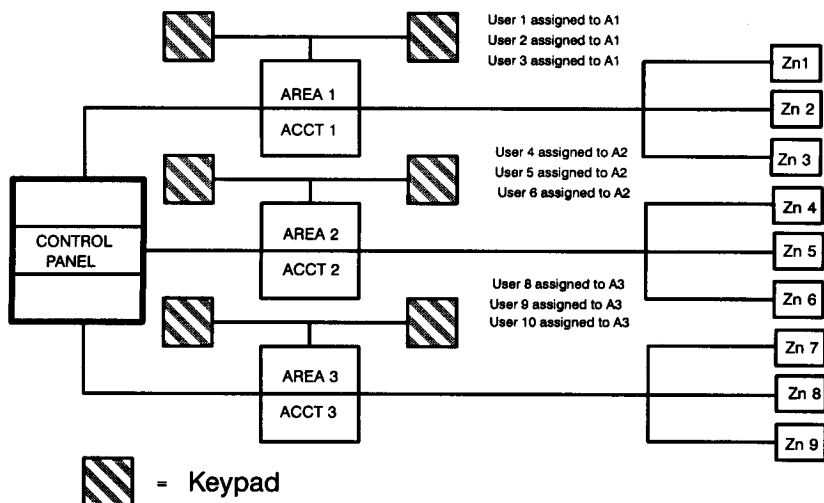 User 1 assigned to A1
User 2 assigned to A1
User 3 assigned to A1
Zn1
AREA 1
Zn 2
ACCT 1
Zn 3
User 4 assigned to A2
User 5 assigned to A2
User 6 assigned to A2
Zn 4
CONTROL
PANEL
AREA 2
Zn 5
ACCT 2
Zn 6
User 8 assigned to A3
User 9 assigned to A3
User 10 assigned to A3
Zn 7
AREA 3
Zn 8
ACCT 3
Zn 9
= Keypad